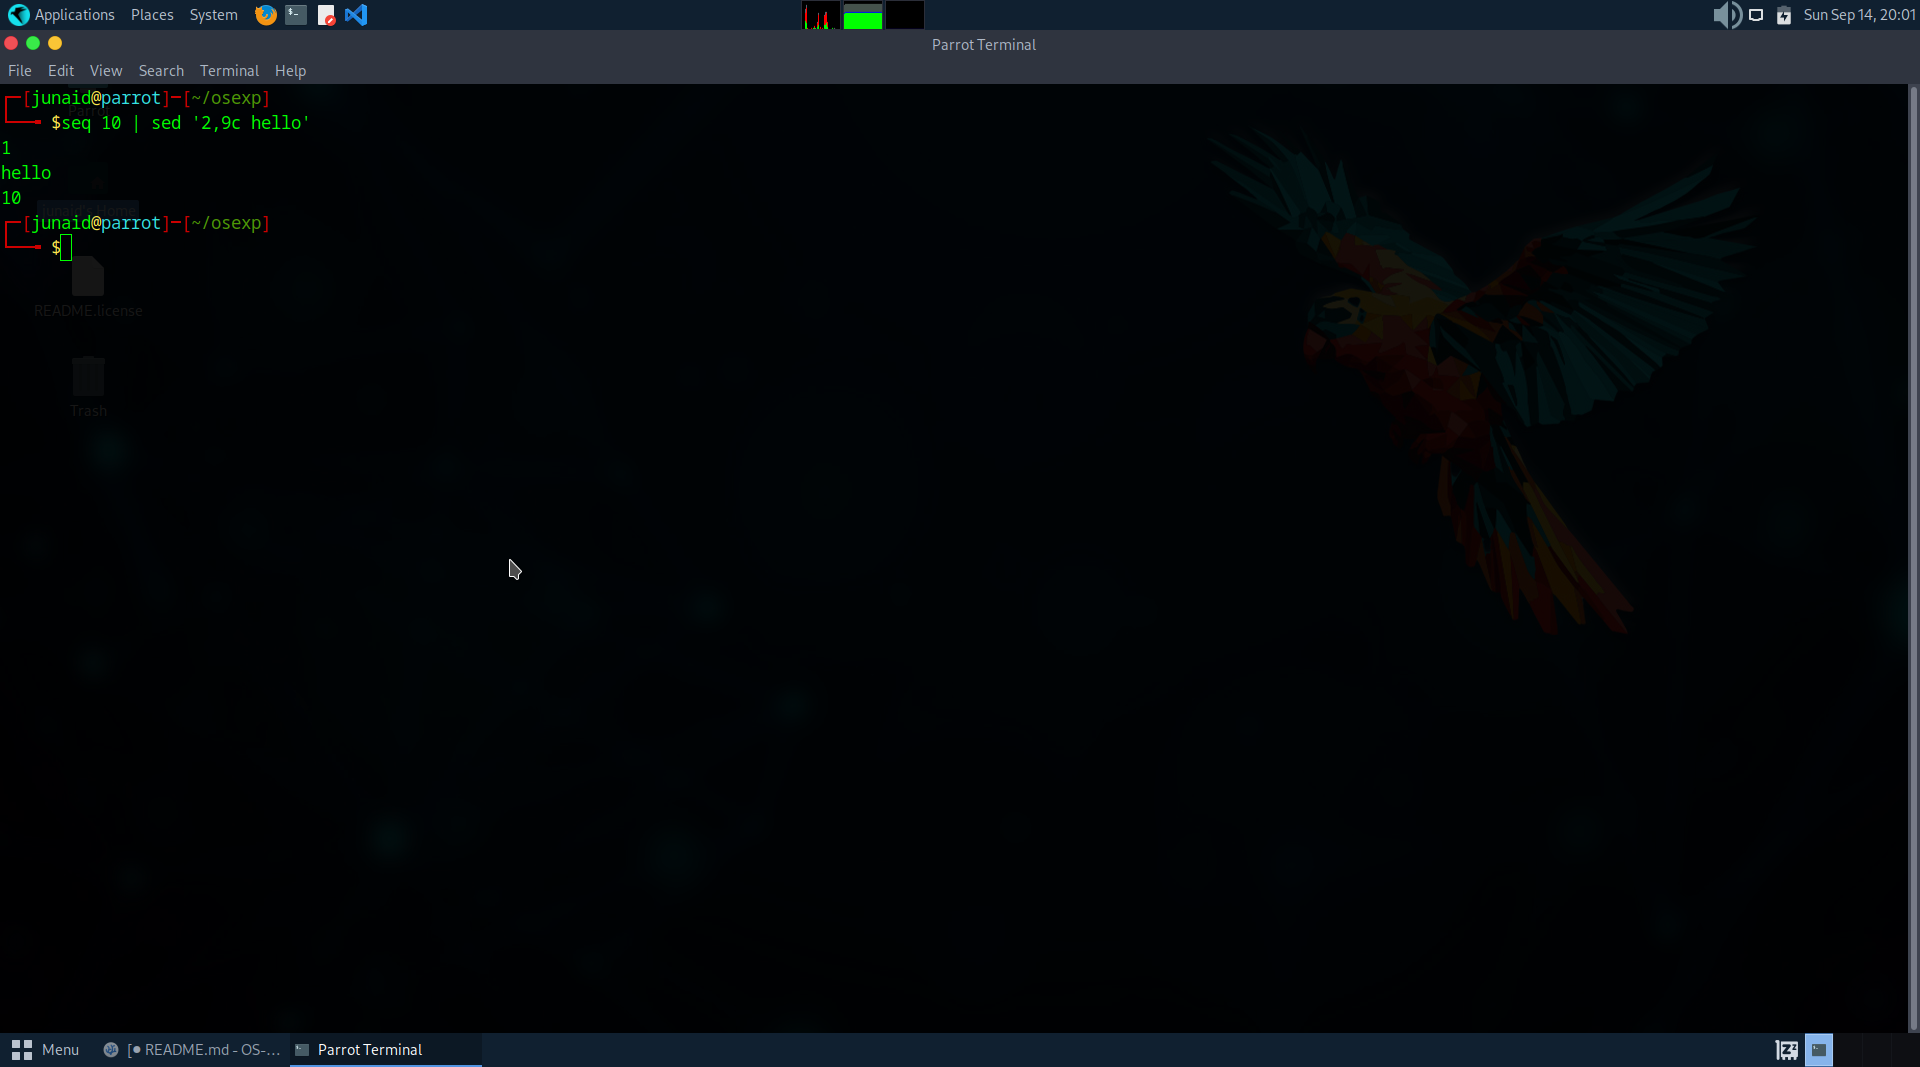 Applications Places System Sun Sep 14, 20:01
Parrot Terminal
File Edit View Search Terminal Help
┌─[junaid@parrot]─[~/osexp]
└──╼ $seq 10 | sed '2,9c hello'
1
hello
10
┌─[junaid@parrot]─[~/osexp]
└──╼ $
README.license
Trash
Menu [● README.md - OS-... Parrot Terminal